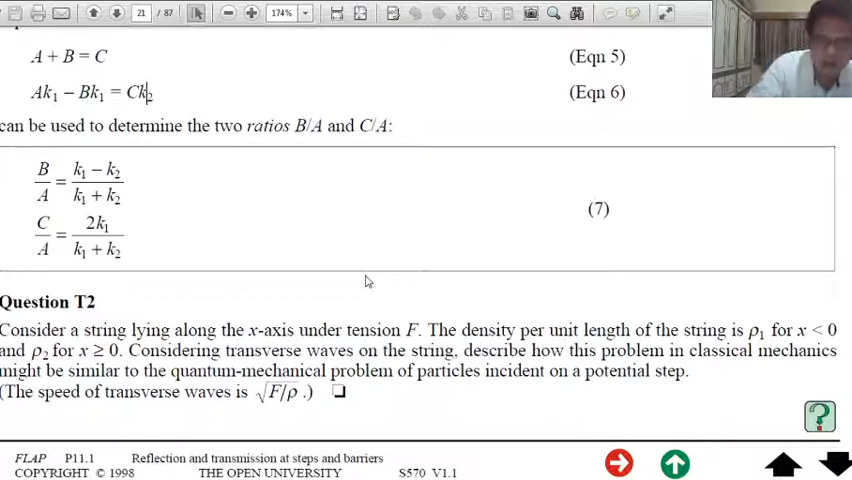 21 / 87 174%
A + B = C (Eqn 5)
Ak₁ − Bk₁ = Ck₂ (Eqn 6)
can be used to determine the two ratios B/A and C/A:
B/A = (k₁ − k₂)/(k₁ + k₂)
(7)
C/A = 2k₁/(k₁ + k₂)
Question T2
Consider a string lying along the x-axis under tension F. The density per unit length of the string is ρ₁ for x < 0
and ρ₂ for x ≥ 0. Considering transverse waves on the string, describe how this problem in classical mechanics
might be similar to the quantum-mechanical problem of particles incident on a potential step.
(The speed of transverse waves is √F/ρ .) ❏
?
FLAP P11.1 Reflection and transmission at steps and barriers
COPYRIGHT © 1998 THE OPEN UNIVERSITY S570 V1.1